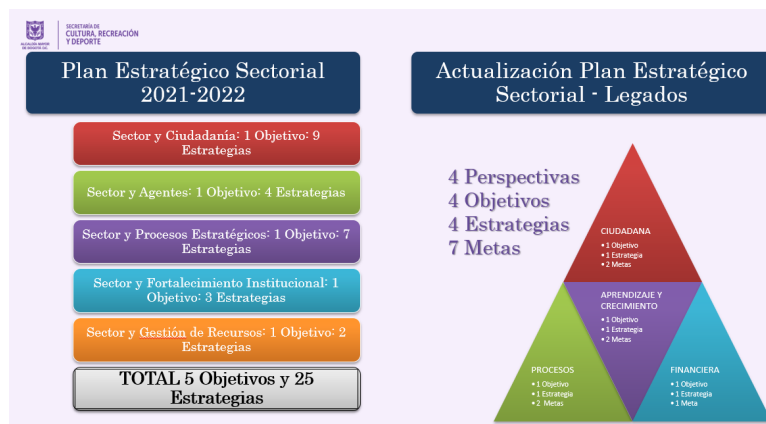 SECRETARÍA DE
CULTURA, RECREACIÓN
Y DEPORTE
ALCALDÍA MAYOR
DE BOGOTÁ D.C.
Plan Estratégico Sectorial
2021-2022
Sector y Ciudadanía: 1 Objetivo: 9
Estrategias
Sector y Agentes: 1 Objetivo: 4 Estrategias
Sector y Procesos Estratégicos: 1 Objetivo: 7
Estrategias
Sector y Fortalecimiento Institucional: 1
Objetivo: 3 Estrategias
Sector y Gestión de Recursos: 1 Objetivo: 2
Estrategias
TOTAL 5 Objetivos y 25
Estrategias
Actualización Plan Estratégico
Sectorial - Legados
4 Perspectivas
4 Objetivos
4 Estrategias
7 Metas
CIUDADANA
• 1 Objetivo
• 1 Estrategia
• 2 Metas
APRENDIZAJE Y
CRECIMIENTO
• 1 Objetivo
• 1 Estrategia
• 2 Metas
PROCESOS
• 1 Objetivo
• 1 Estrategia
• 2 Metas
FINANCIERA
• 1 Objetivo
• 1 Estrategia
• 1 Meta